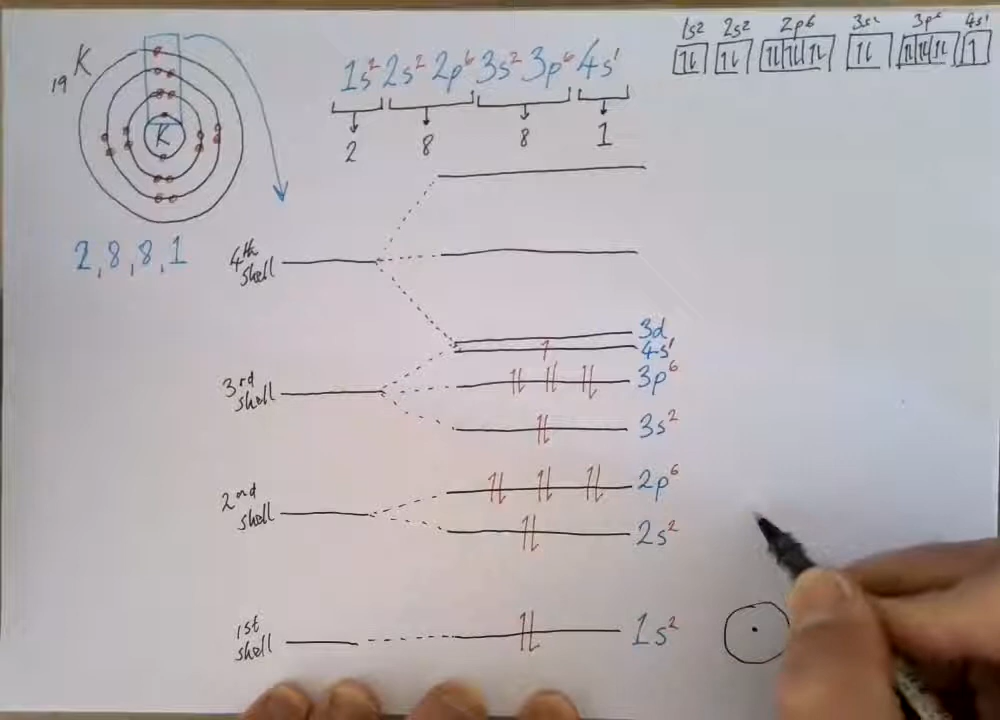 ₁₉K
K
2, 8, 8, 1
1s² 2s² 2p⁶ 3s² 3p⁶ 4s¹
2 8 8 1
1s² 2s² 2p⁶ 3s² 3p⁶ 4s¹
4th shell
3d
4s¹
3rd shell
3p⁶
3s²
2nd shell
2p⁶
2s²
1st shell
1s²